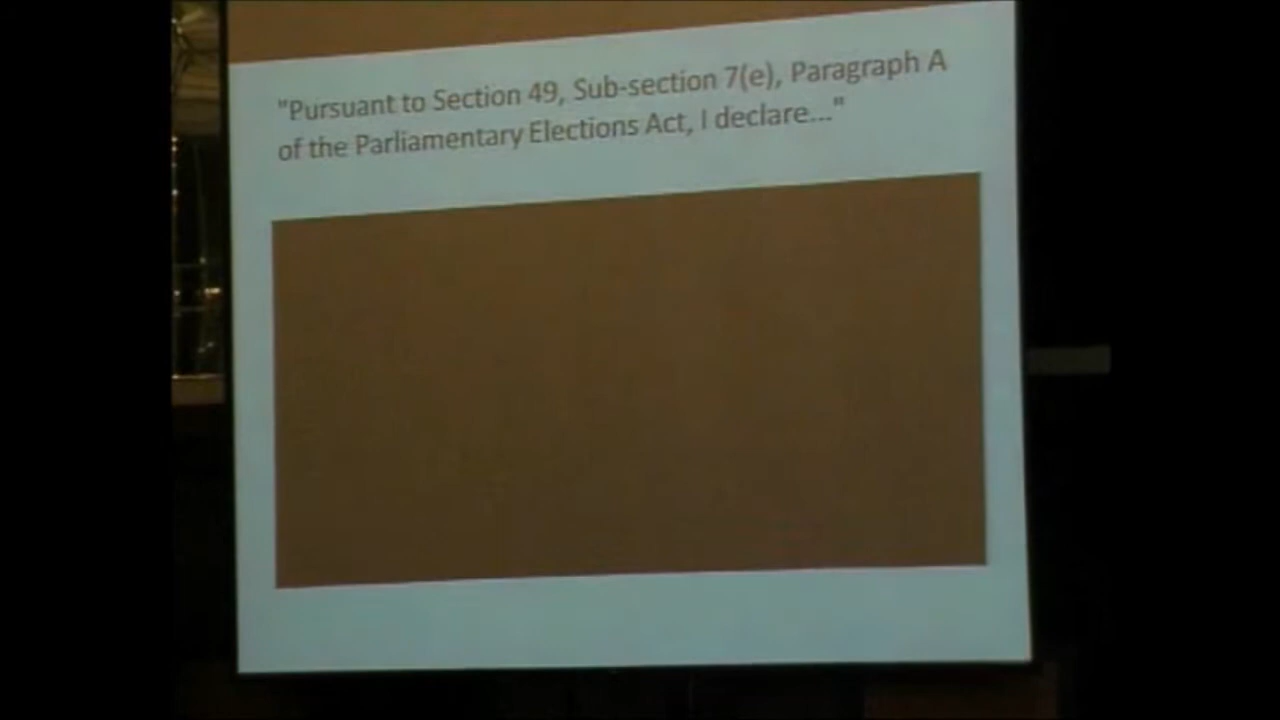 "Pursuant to Section 49, Sub-section 7(e), Paragraph A
of the Parliamentary Elections Act, I declare..."